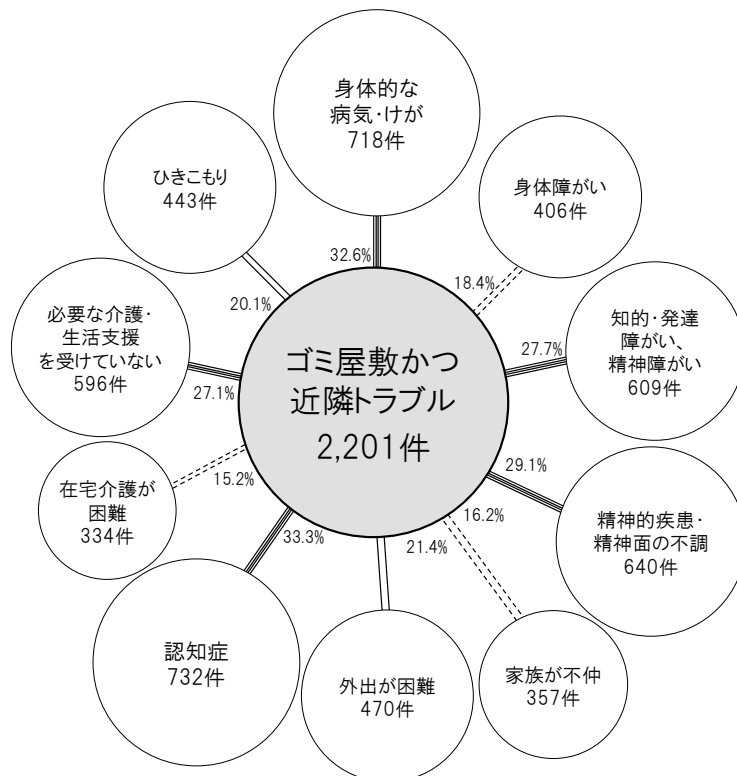 ゴミ屋敷かつ
近隣トラブル
2,201件
身体的な
病気・けが
718件
32.6%
身体障がい
406件
18.4%
知的・発達
障がい、
精神障がい
609件
27.7%
精神的疾患・
精神面の不調
640件
29.1%
家族が不仲
357件
16.2%
外出が困難
470件
21.4%
認知症
732件
33.3%
在宅介護が
困難
334件
15.2%
必要な介護・
生活支援
を受けていない
596件
27.1%
ひきこもり
443件
20.1%